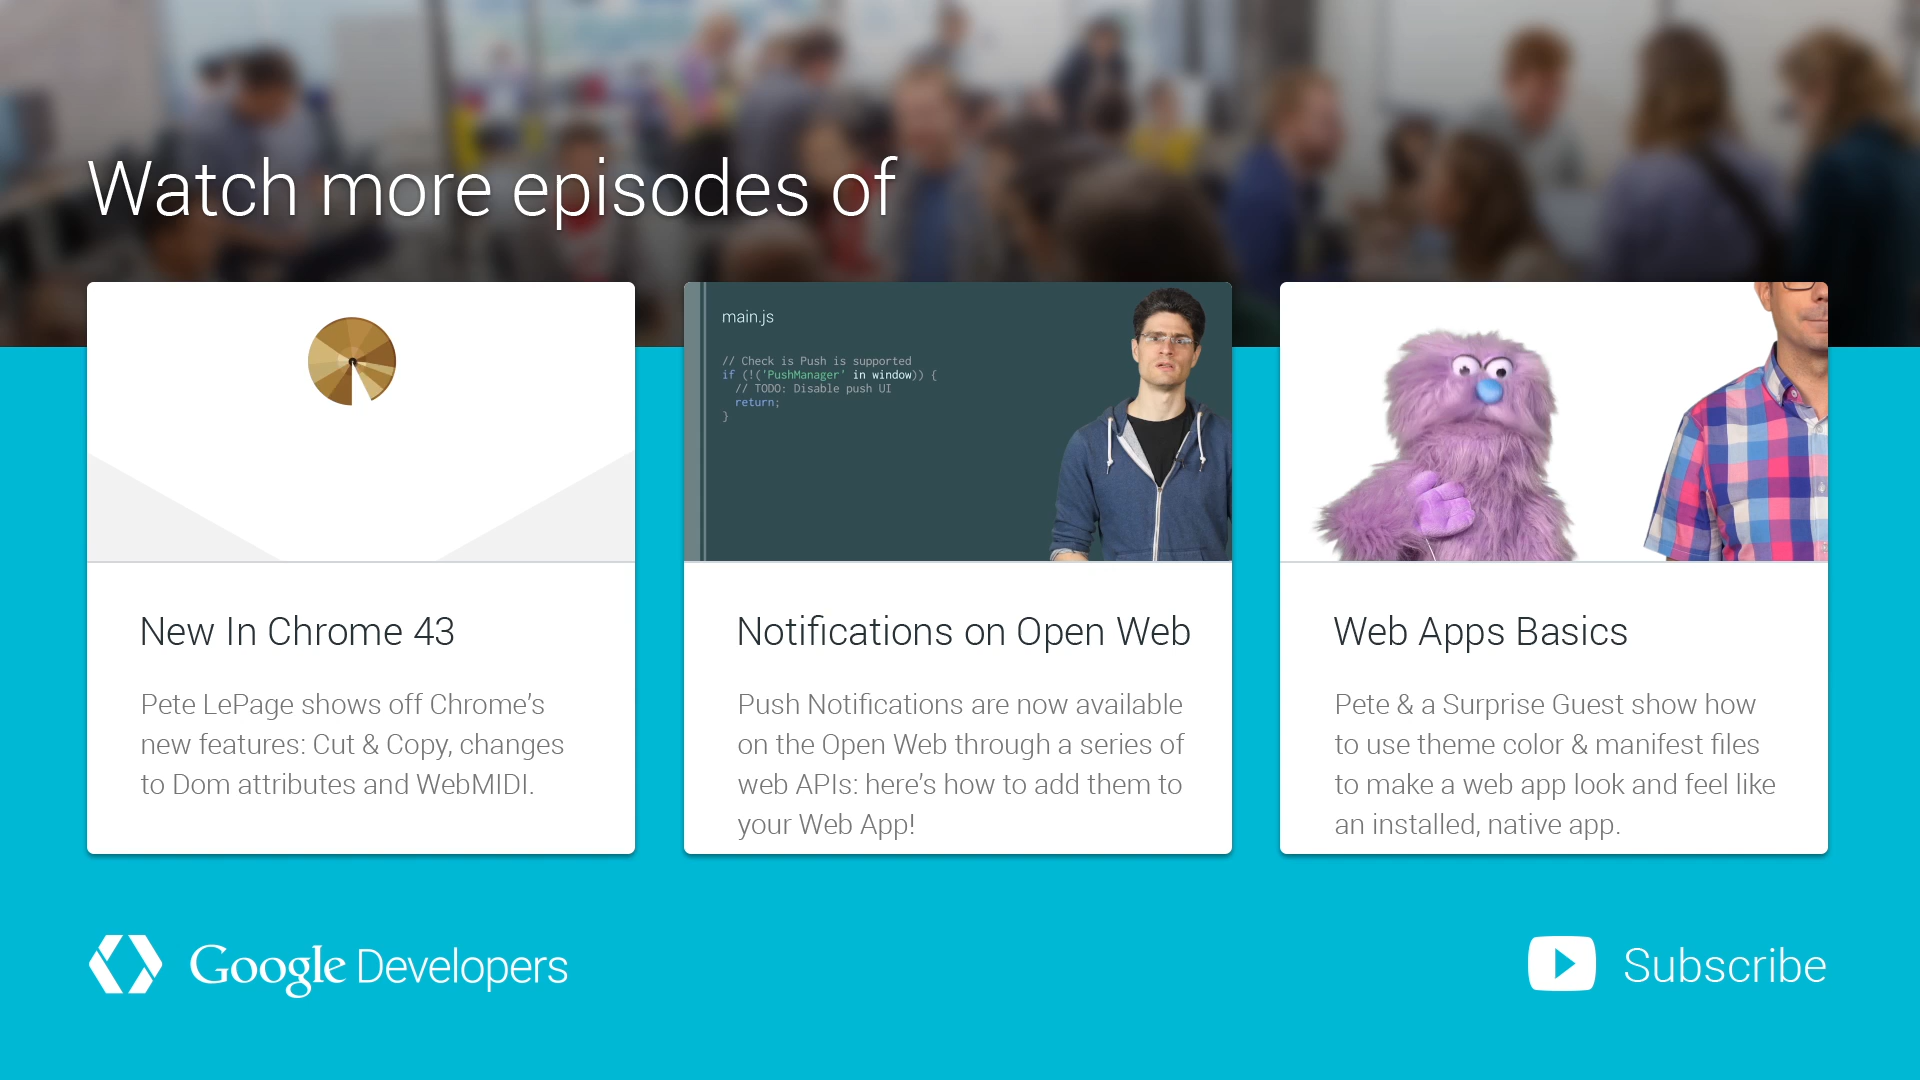 Watch more episodes of
main.js
// Check is Push is supported
if (!('PushManager' in window)) {
// TODO: Disable push UI
return;
}
New In Chrome 43
Pete LePage shows off Chrome’s
new features: Cut & Copy, changes
to Dom attributes and WebMIDI.
Notifications on Open Web
Push Notifications are now available
on the Open Web through a series of
web APIs: here’s how to add them to
your Web App!
Web Apps Basics
Pete & a Surprise Guest show how
to use theme color & manifest files
to make a web app look and feel like
an installed, native app.
Google Developers
Subscribe